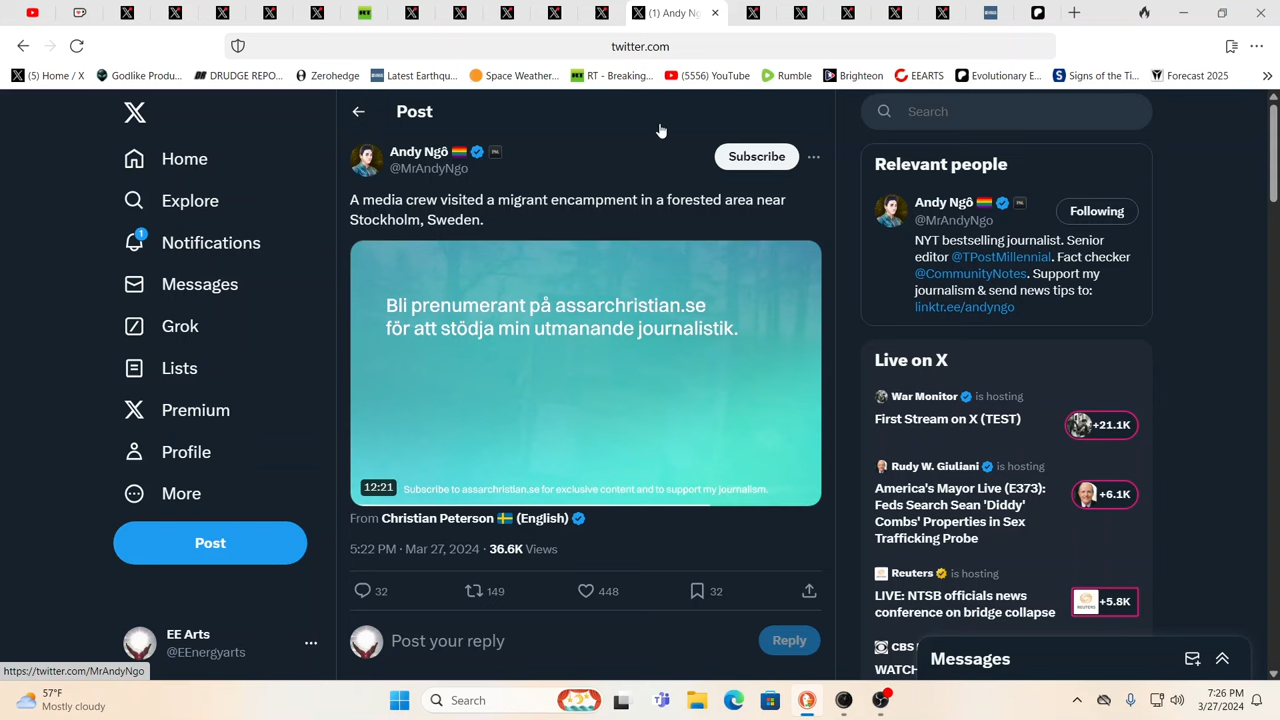 (1) Andy Ng
twitter.com
(5) Home / X
Godlike Produ...
DRUDGE REPO...
Zerohedge
Latest Earthqu...
Space Weather...
RT - Breaking...
(5556) YouTube
Rumble
Brighteon
EEARTS
Evolutionary E...
Signs of the Ti...
Forecast 2025
Post
Search
Andy Ngô
@MrAndyNgo
Subscribe
A media crew visited a migrant encampment in a forested area near
Stockholm, Sweden.
Bli prenumerant på assarchristian.se
för att stödja min utmanande journalistik.
12:21
Subscribe to assarchristian.se for exclusive content and to support my journalism.
From Christian Peterson (English)
5:22 PM · Mar 27, 2024 · 36.6K Views
32
149
448
32
Post your reply
Reply
Home
Explore
1
Notifications
Messages
Grok
Lists
Premium
Profile
More
Post
EE Arts
@EEnergyarts
https://twitter.com/MrAndyNgo
Relevant people
Andy Ngô
@MrAndyNgo
Following
NYT bestselling journalist. Senior
editor @TPostMillennial. Fact checker
@CommunityNotes. Support my
journalism & send news tips to:
linktr.ee/andyngo
Live on X
War Monitor is hosting
First Stream on X (TEST)
+21.1K
Rudy W. Giuliani is hosting
America's Mayor Live (E373):
Feds Search Sean 'Diddy'
Combs' Properties in Sex
Trafficking Probe
+6.1K
Reuters is hosting
LIVE: NTSB officials news
conference on bridge collapse
+5.8K
CBS
WATCH
Messages
57°F
Mostly cloudy
Search
7:26 PM
3/27/2024